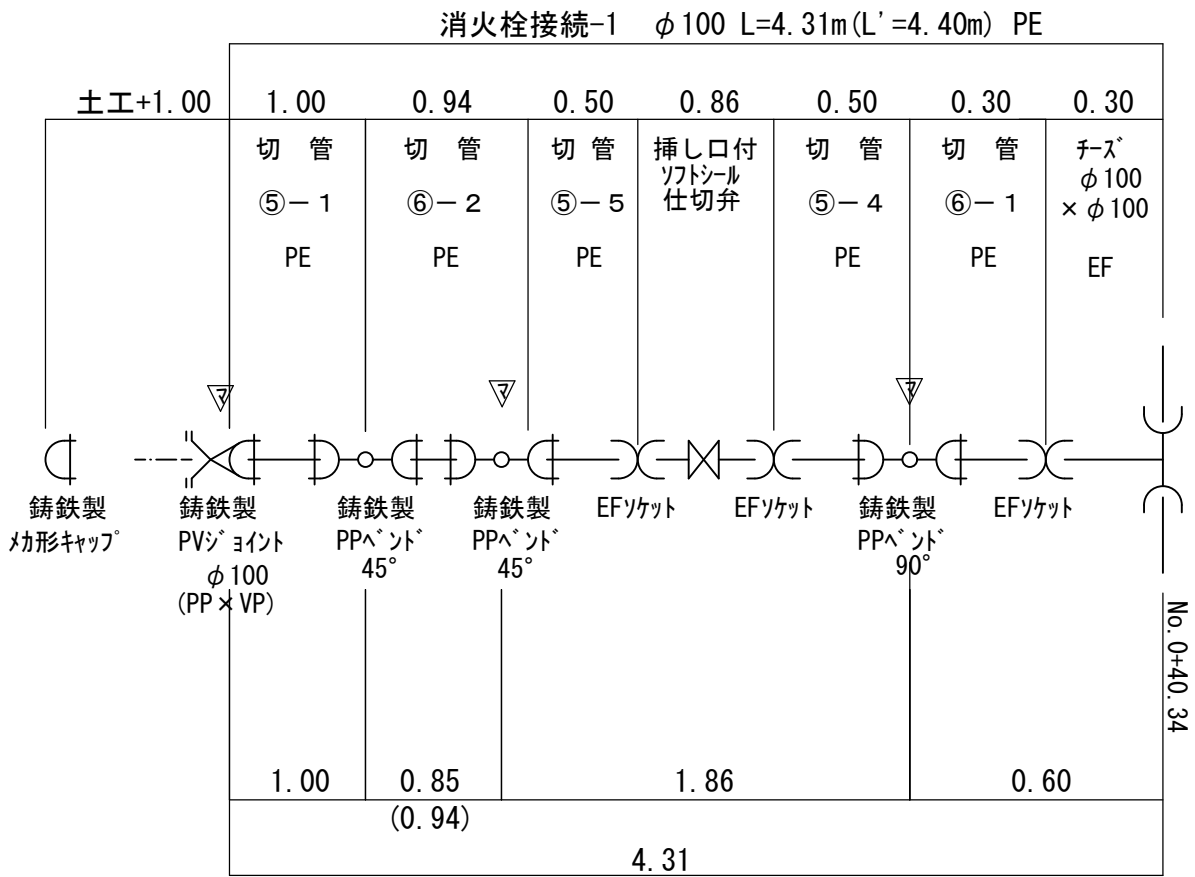 消火栓接続-1 φ100 L=4.31m(L'=4.40m) PE
土工+1.00 1.00 0.94 0.50 0.86 0.50 0.30 0.30
切 管
⑤－１
PE
切 管
⑥－２
PE
切 管
⑤－５
PE
挿し口付
ｿﾌﾄｼｰﾙ
仕切弁
切 管
⑤－４
PE
切 管
⑥－１
PE
ﾁｰｽﾞ
φ100
×φ100
EF
マ
マ
マ
鋳鉄製
ﾒｶ形ｷｬｯﾌﾟ
鋳鉄製
PVｼﾞｮｲﾝﾄ
φ100
(PP×VP)
鋳鉄製
PPﾍﾞﾝﾄﾞ
45°
鋳鉄製
PPﾍﾞﾝﾄﾞ
45°
EFｿｹｯﾄ
EFｿｹｯﾄ
鋳鉄製
PPﾍﾞﾝﾄﾞ
90°
EFｿｹｯﾄ
No.0+40.34
1.00 0.85 1.86 0.60
(0.94)
4.31